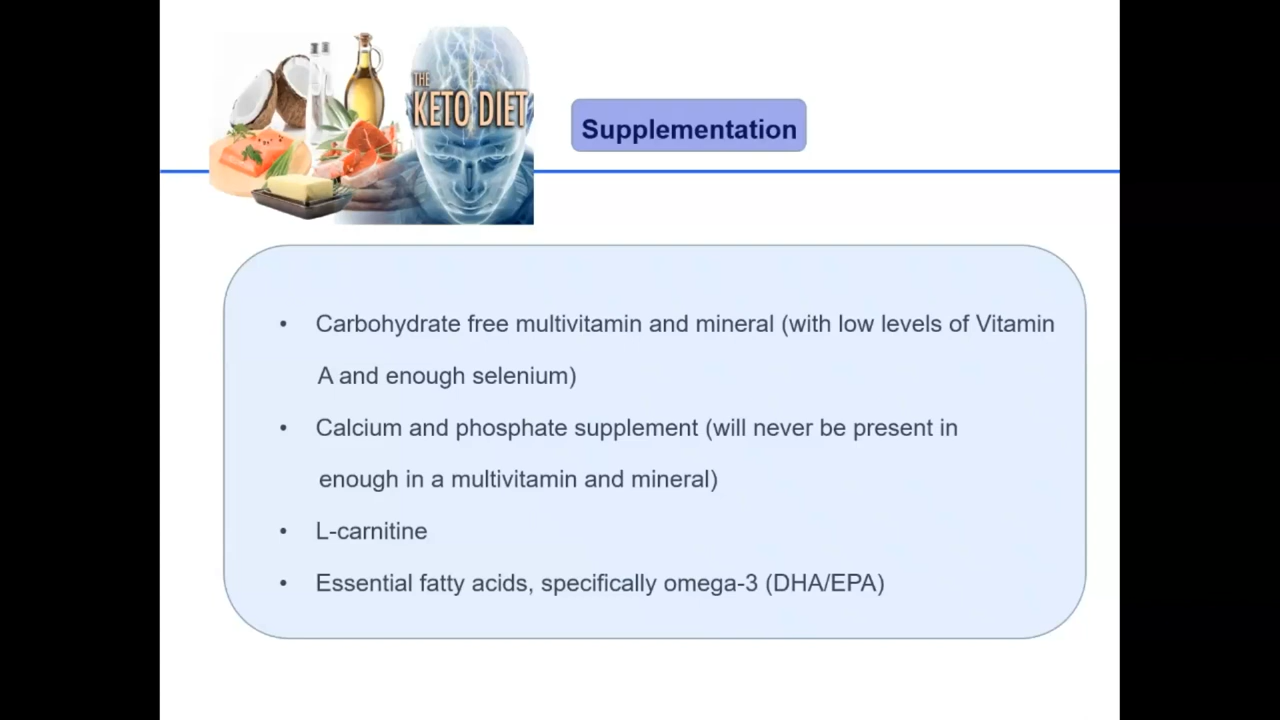 THE
KETO DIET
Supplementation
• Carbohydrate free multivitamin and mineral (with low levels of Vitamin
A and enough selenium)
• Calcium and phosphate supplement (will never be present in
enough in a multivitamin and mineral)
• L-carnitine
• Essential fatty acids, specifically omega-3 (DHA/EPA)